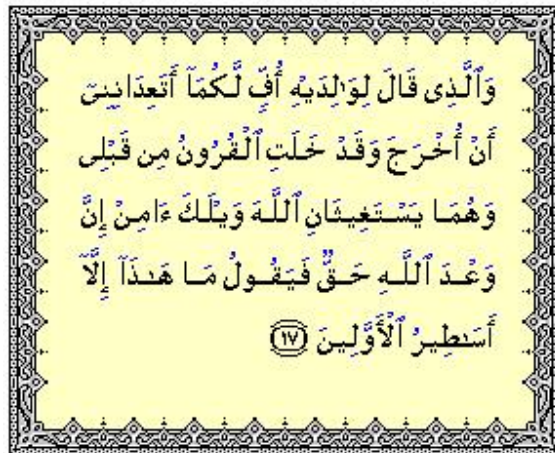 وَٱلَّذِى قَالَ لِوَٰلِدَيْهِ أُفٍّ لَّكُمَآ أَتَعِدَانِنِىٓ
أَنْ أُخْرَجَ وَقَدْ خَلَتِ ٱلْقُرُونُ مِن قَبْلِى
وَهُمَا يَسْتَغِيثَانِ ٱللَّهَ وَيْلَكَ ءَامِنْ إِنَّ
وَعْدَ ٱللَّهِ حَقٌّ فَيَقُولُ مَا هَٰذَآ إِلَّآ
أَسَٰطِيرُ ٱلْأَوَّلِينَ ١٧